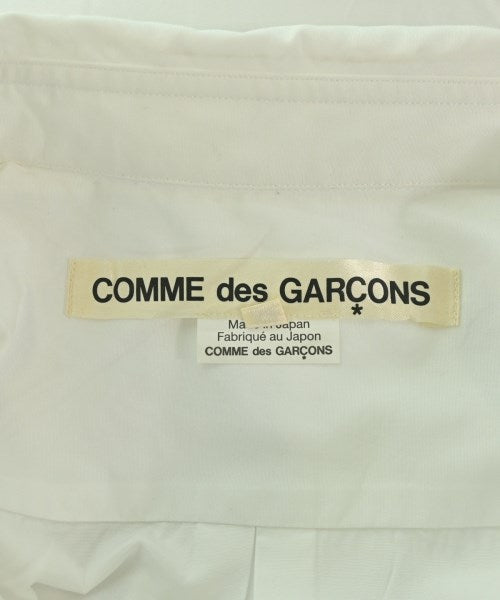 COMME des GARÇONS
*
Made in Japan
Fabriqué au Japon
COMME des GARÇONS